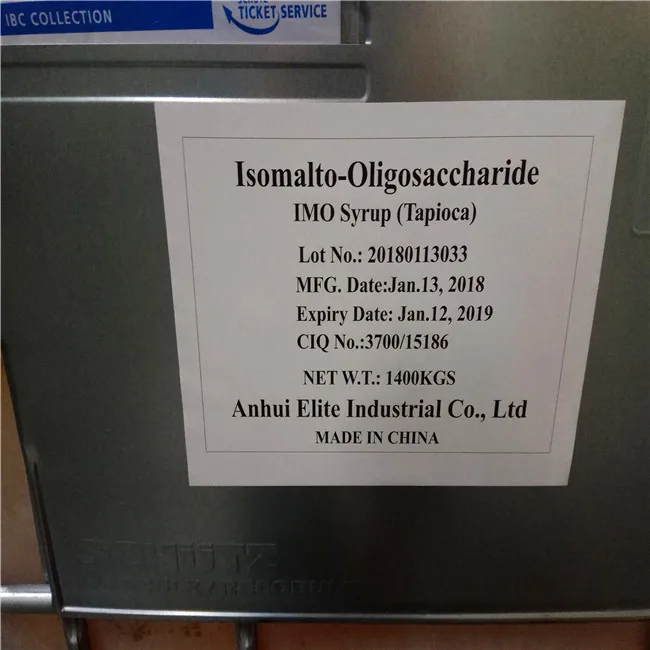 IBC COLLECTION
TICKET SERVICE
Isomalto-Oligosaccharide
IMO Syrup (Tapioca)
Lot No.: 20180113033
MFG. Date:Jan.13, 2018
Expiry Date: Jan.12, 2019
CIQ No.:3700/15186
NET W.T.: 1400KGS
Anhui Elite Industrial Co., Ltd
MADE IN CHINA
SCHÜTZ